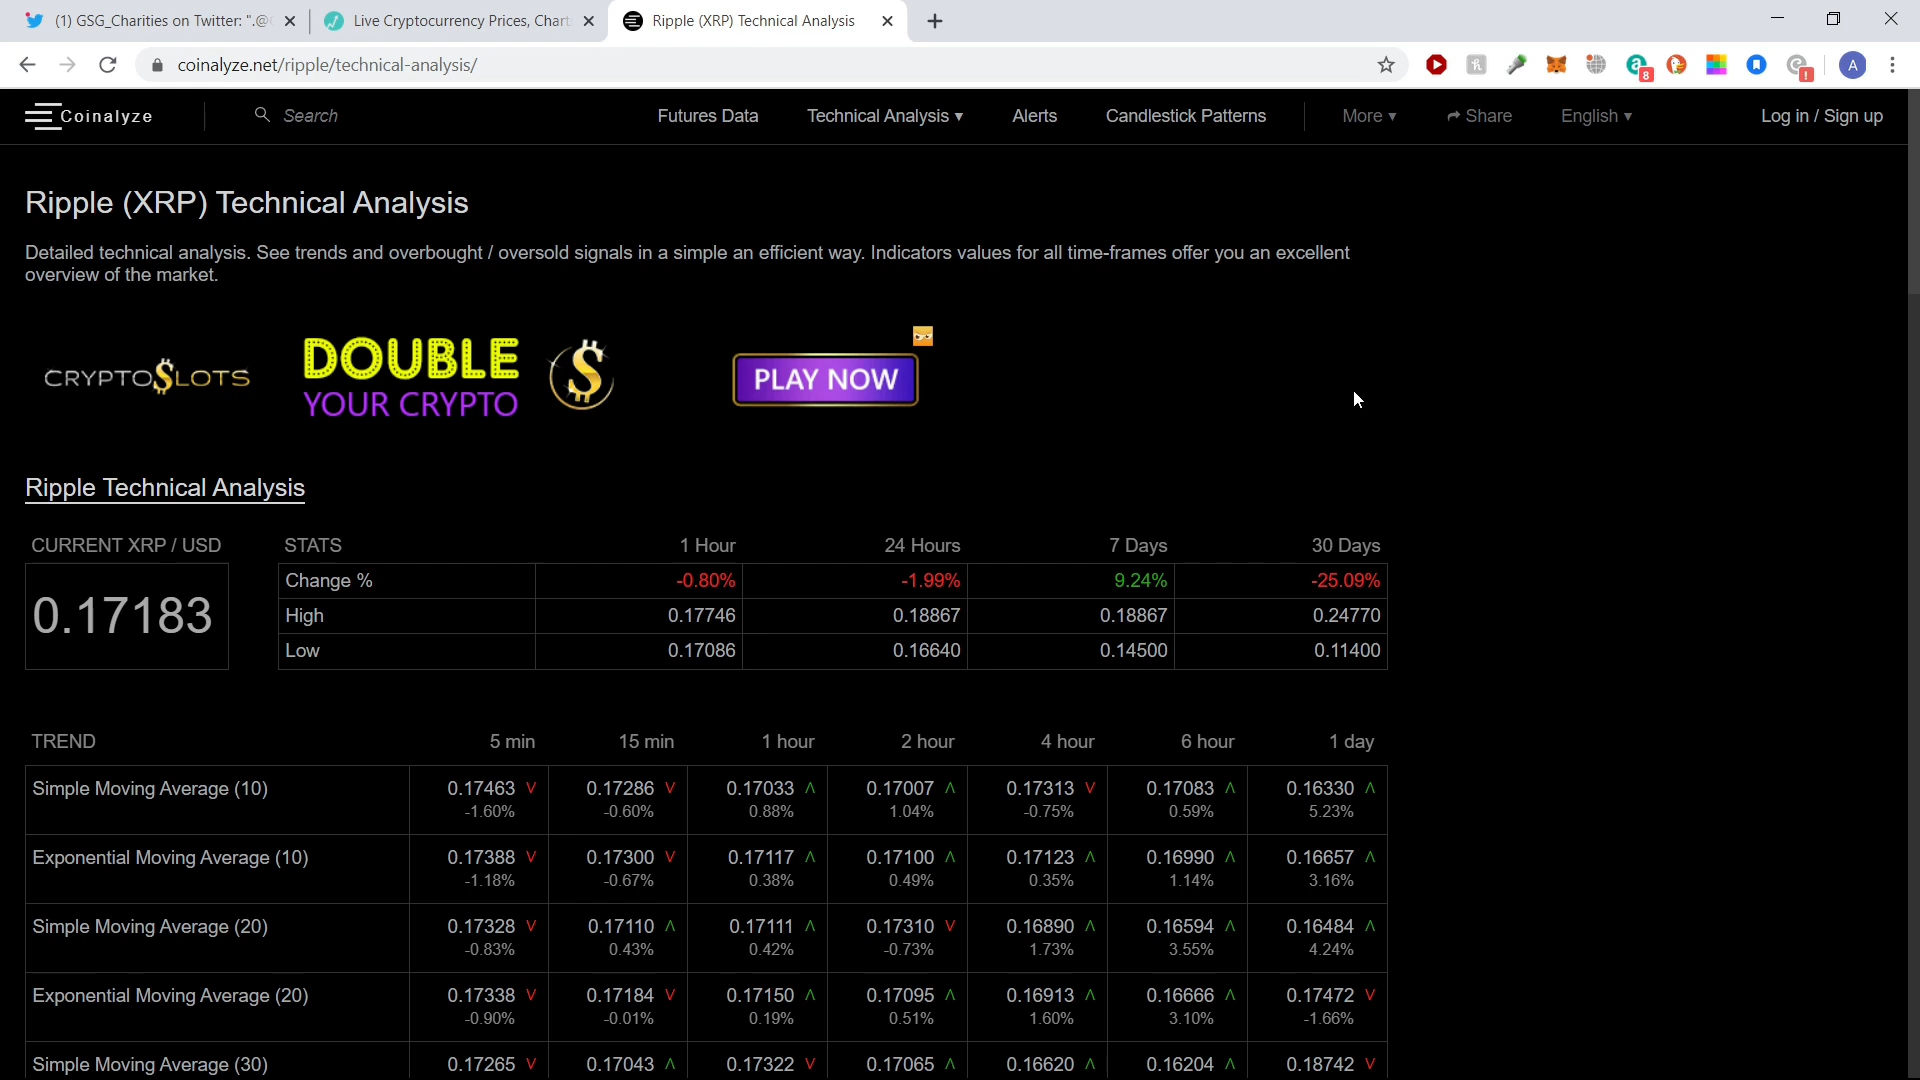 (1) GSG_Charities on Twitter: ".@
Live Cryptocurrency Prices, Chart
Ripple (XRP) Technical Analysis
coinalyze.net/ripple/technical-analysis/
8
!
A
Coinalyze
Search
Futures Data
Technical Analysis ▾
Alerts
Candlestick Patterns
More ▾
Share
English ▾
Log in / Sign up
Ripple (XRP) Technical Analysis
Detailed technical analysis. See trends and overbought / oversold signals in a simple an efficient way. Indicators values for all time-frames offer you an excellent
overview of the market.
CRYPTO$LOTS
DOUBLE
YOUR CRYPTO
$
PLAY NOW
Ripple Technical Analysis
CURRENT XRP / USD
0.17183
STATS 1 Hour 24 Hours 7 Days 30 Days
Change % -0.80% -1.99% 9.24% -25.09%
High 0.17746 0.18867 0.18867 0.24770
Low 0.17086 0.16640 0.14500 0.11400
TREND 5 min 15 min 1 hour 2 hour 4 hour 6 hour 1 day
Simple Moving Average (10) 0.17463 0.17286 0.17033 0.17007 0.17313 0.17083 0.16330
-1.60% -0.60% 0.88% 1.04% -0.75% 0.59% 5.23%
Exponential Moving Average (10) 0.17388 0.17300 0.17117 0.17100 0.17123 0.16990 0.16657
-1.18% -0.67% 0.38% 0.49% 0.35% 1.14% 3.16%
Simple Moving Average (20) 0.17328 0.17110 0.17111 0.17310 0.16890 0.16594 0.16484
-0.83% 0.43% 0.42% -0.73% 1.73% 3.55% 4.24%
Exponential Moving Average (20) 0.17338 0.17184 0.17150 0.17095 0.16913 0.16666 0.17472
-0.90% -0.01% 0.19% 0.51% 1.60% 3.10% -1.66%
Simple Moving Average (30) 0.17265 0.17043 0.17322 0.17065 0.16620 0.16204 0.18742